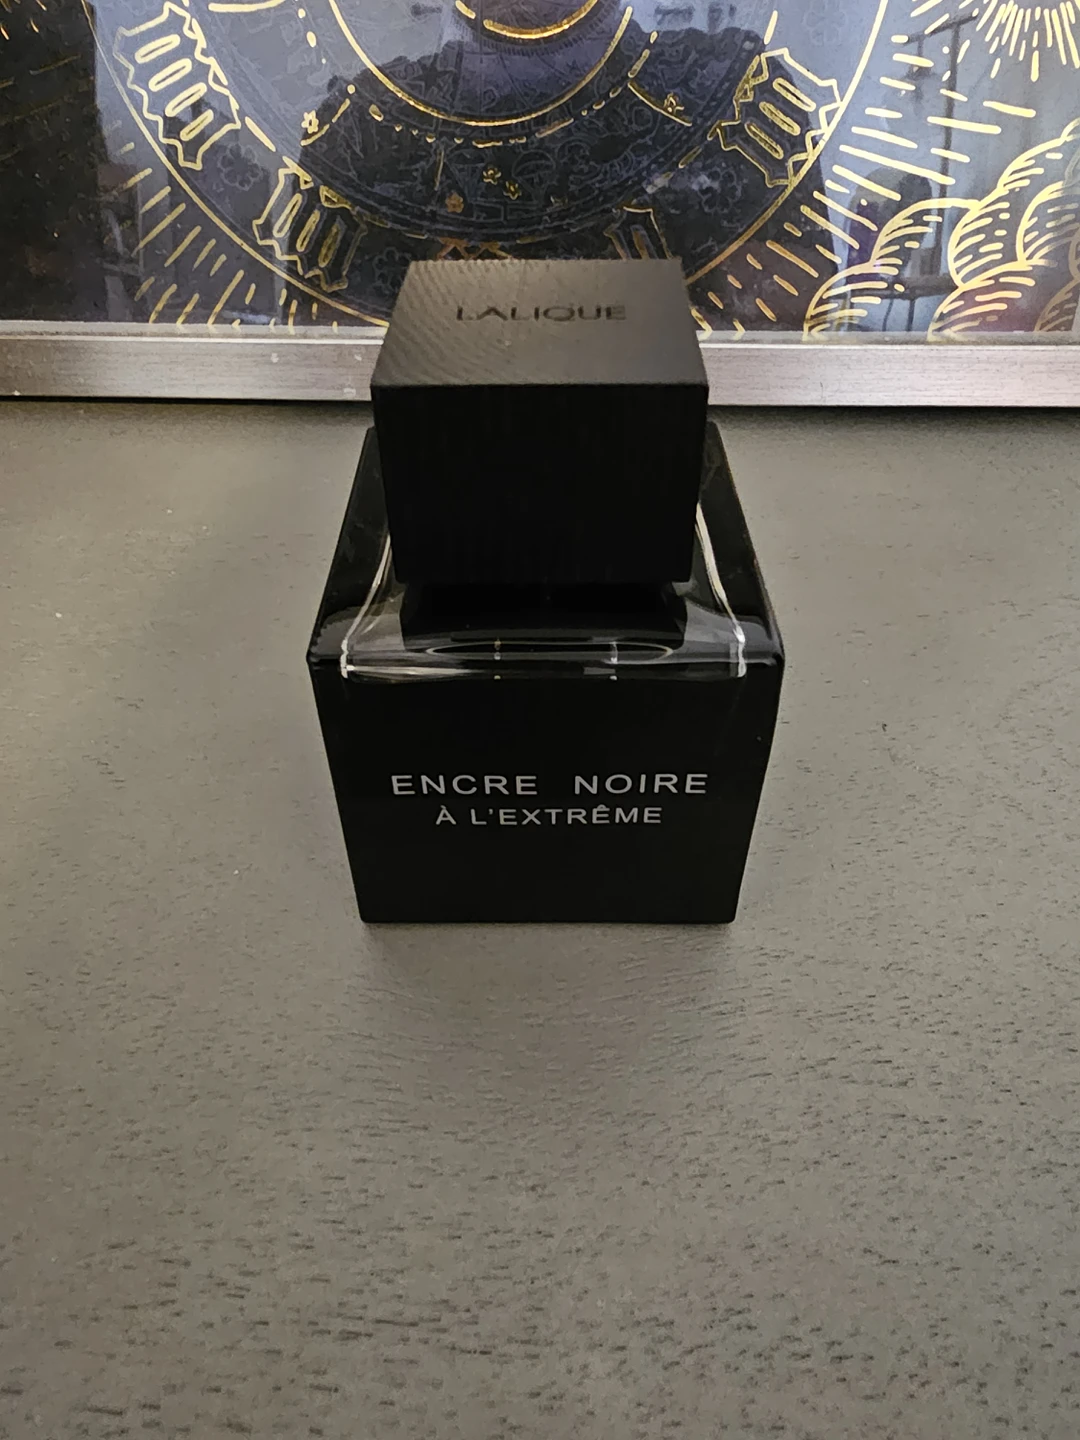 LALIQUE
ENCRE NOIRE
À L'EXTRÊME